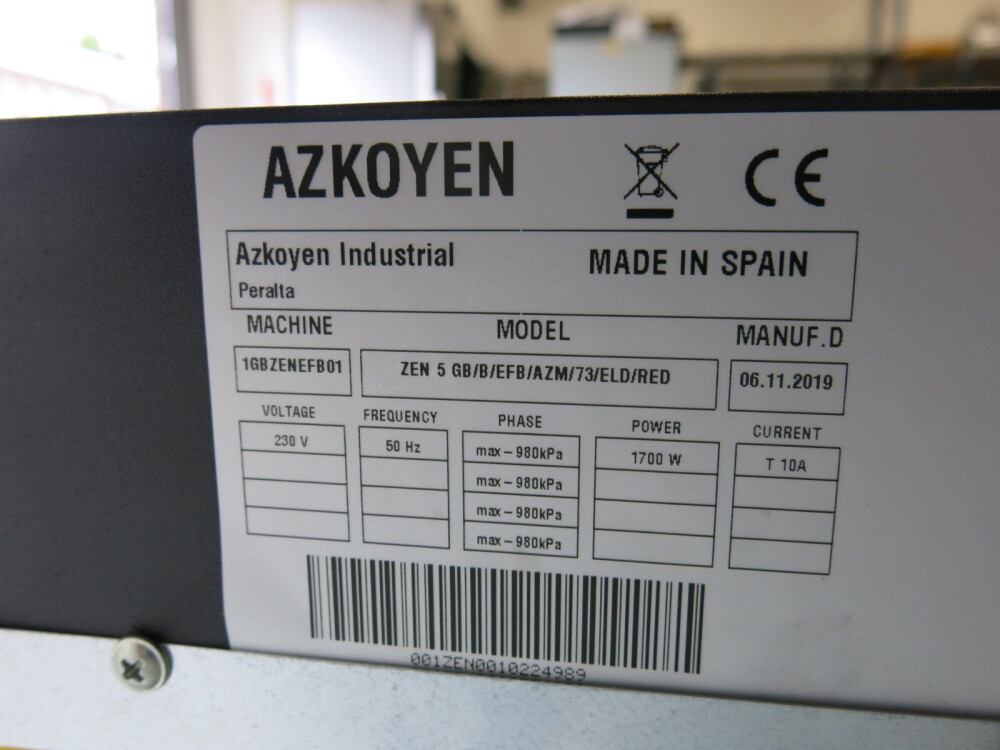 AZKOYEN
CE
Azkoyen Industrial
MADE IN SPAIN
Peralta
MACHINE MODEL MANUF.D
1GBZENEFB01 ZEN 5 GB/B/EFB/AZM/73/ELD/RED 06.11.2019
VOLTAGE FREQUENCY PHASE POWER CURRENT
230 V 50 Hz max – 980kPa 1700 W T 10A
max – 980kPa
max – 980kPa
max – 980kPa
001ZEN0010224989